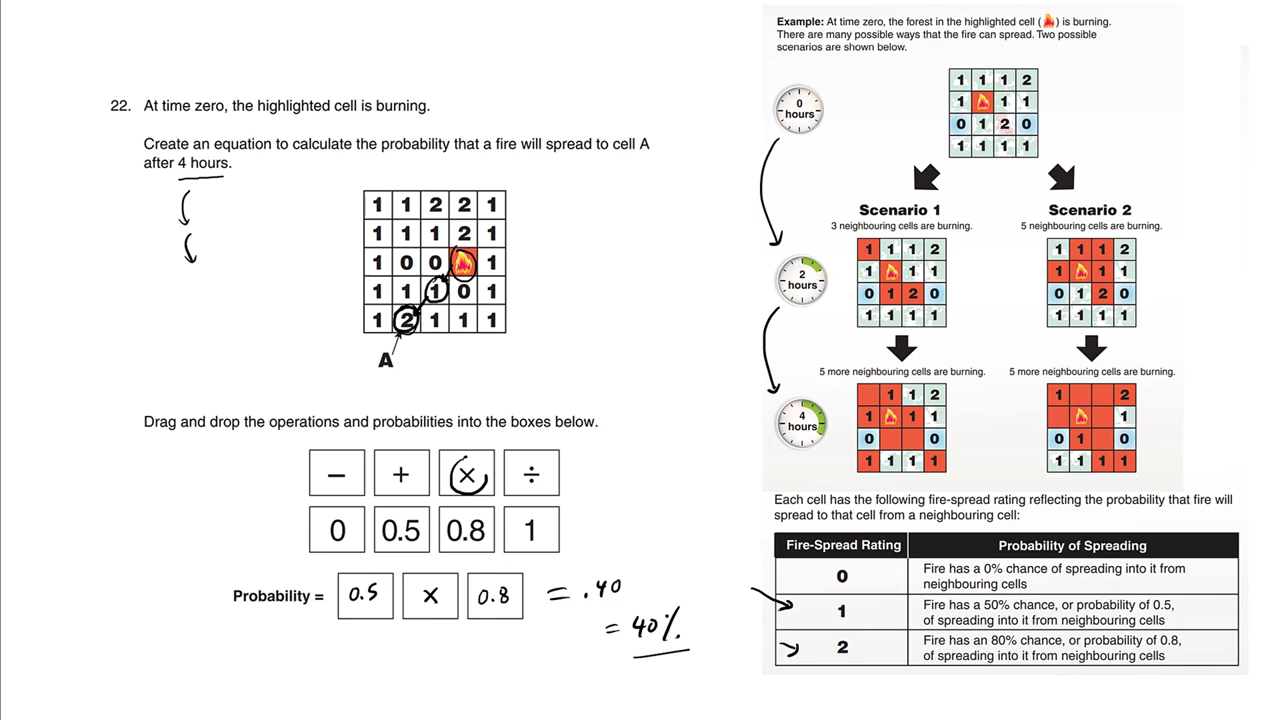 22. At time zero, the highlighted cell is burning.
Create an equation to calculate the probability that a fire will spread to cell A
after 4 hours.
1 1 2 2 1
1 1 1 2 1
1 0 0 1
1 1 1 0 1
1 2 1 1 1
A
Drag and drop the operations and probabilities into the boxes below.
− + × ÷
0 0.5 0.8 1
Probability = 0.5 × 0.8 = .40
= 40%
Example: At time zero, the forest in the highlighted cell ( ) is burning.
There are many possible ways that the fire can spread. Two possible
scenarios are shown below.
0
hours
1 1 1 2
1 1 1
0 1 2 0
1 1 1 1
Scenario 1
3 neighbouring cells are burning.
Scenario 2
5 neighbouring cells are burning.
2
hours
1 1 1 2
1 1 1
0 1 2 0
1 1 1 1
1 1 1 2
1 1 1
0 1 2 0
1 1 1 1
5 more neighbouring cells are burning.
5 more neighbouring cells are burning.
4
hours
1 1 2
1 1 1
0 0
1 1 1 1
1 2
1
0 1 0
1 1 1 1
Each cell has the following fire-spread rating reflecting the probability that fire will
spread to that cell from a neighbouring cell:
Fire-Spread Rating Probability of Spreading
0 Fire has a 0% chance of spreading into it from
neighbouring cells
1 Fire has a 50% chance, or probability of 0.5,
of spreading into it from neighbouring cells
2 Fire has an 80% chance, or probability of 0.8,
of spreading into it from neighbouring cells